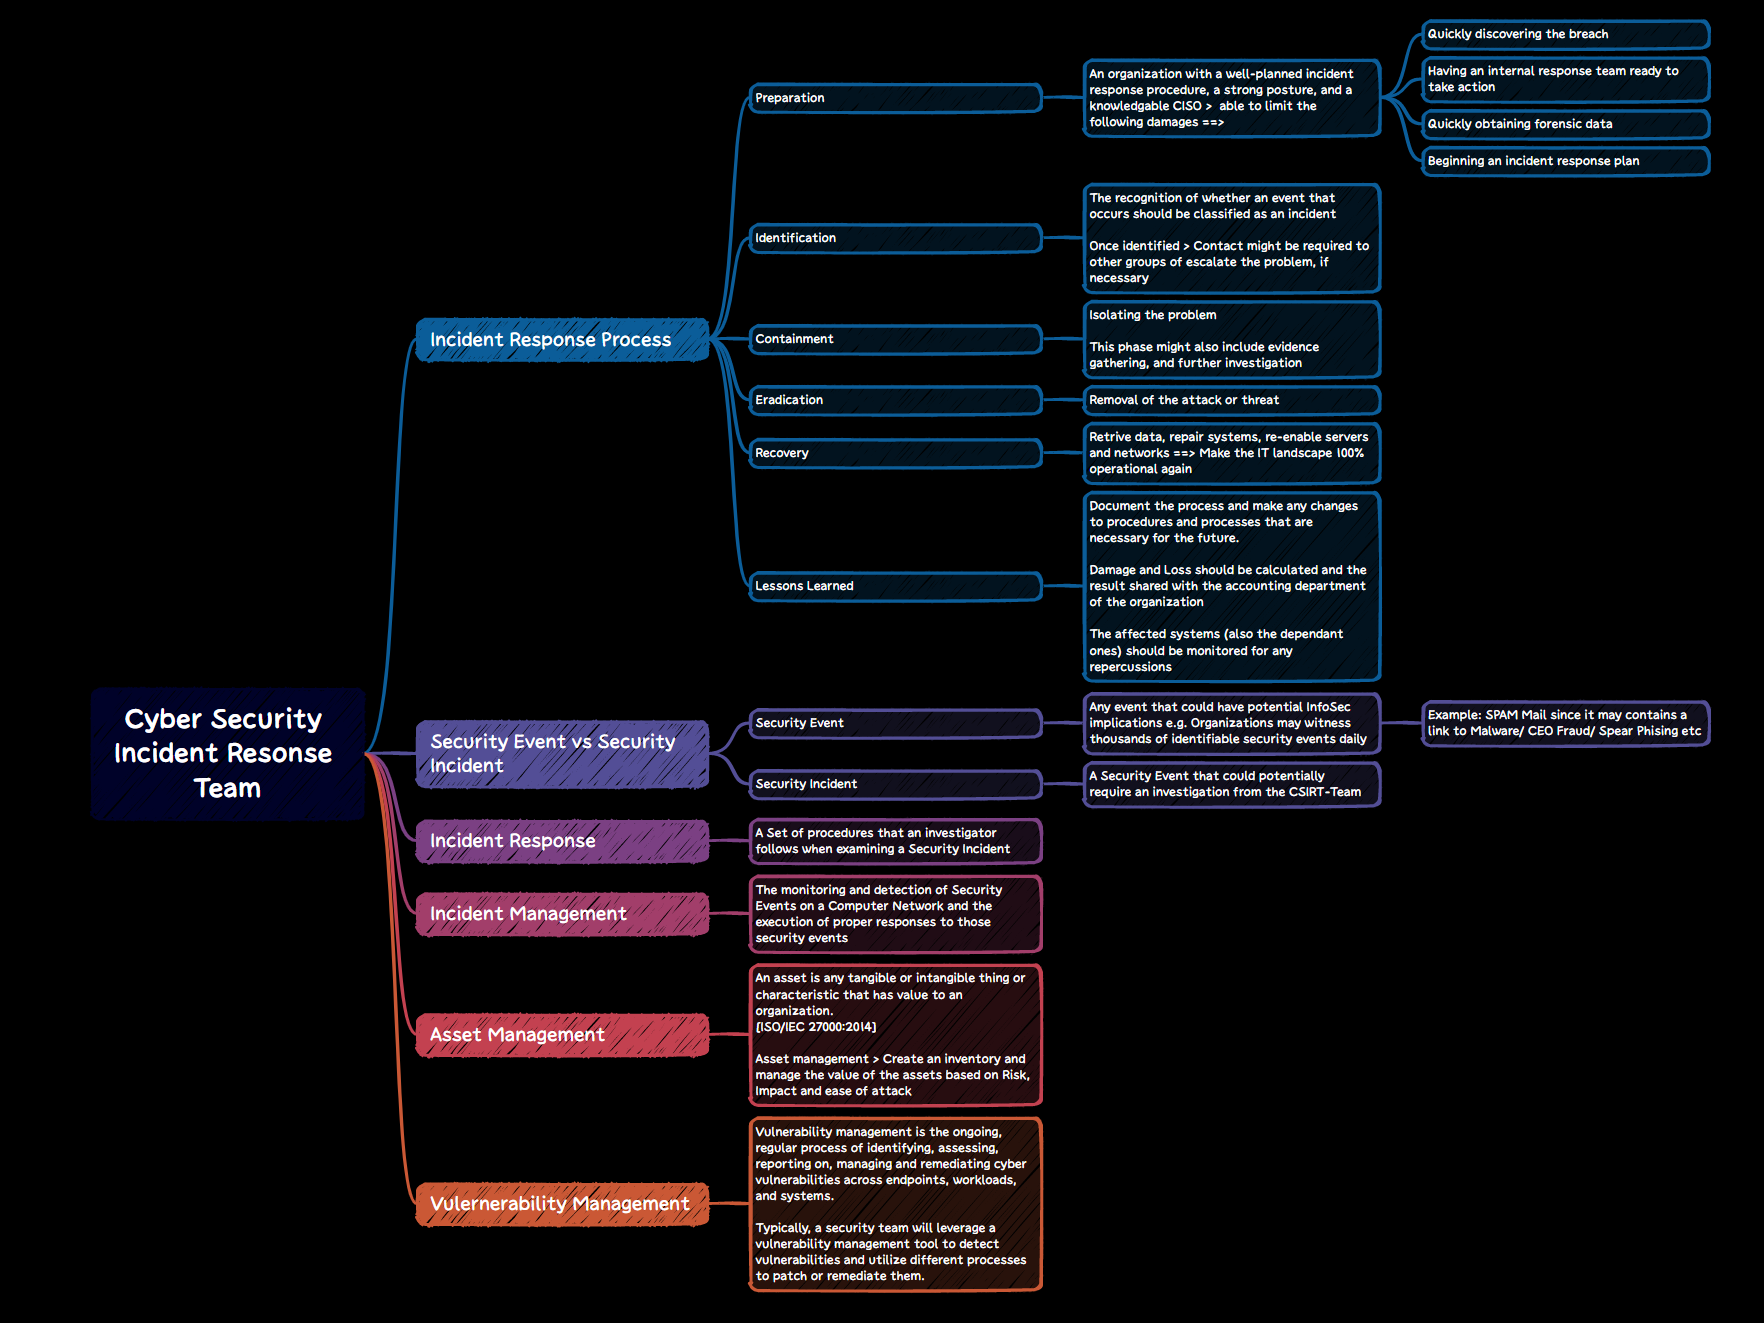 Cyber Security
Incident Resonse
Team
Incident Response Process
Preparation
An organization with a well-planned incident
response procedure, a strong posture, and a
knowledgable CISO > able to limit the
following damages ==>
Quickly discovering the breach
Having an internal response team ready to
take action
Quickly obtaining forensic data
Beginning an incident response plan
Identification
The recognition of whether an event that
occurs should be classified as an incident
Once identified > Contact might be required to
other groups of escalate the problem, if
necessary
Containment
Isolating the problem
This phase might also include evidence
gathering, and further investigation
Eradication
Removal of the attack or threat
Recovery
Retrive data, repair systems, re-enable servers
and networks ==> Make the IT landscape 100%
operational again
Lessons Learned
Document the process and make any changes
to procedures and processes that are
necessary for the future.
Damage and Loss should be calculated and the
result shared with the accounting department
of the organization
The affected systems (also the dependant
ones) should be monitored for any
repercussions
Security Event vs Security
Incident
Security Event
Any event that could have potential InfoSec
implications e.g. Organizations may witness
thousands of identifiable security events daily
Example: SPAM Mail since it may contains a
link to Malware/ CEO Fraud/ Spear Phising etc
Security Incident
A Security Event that could potentially
require an investigation from the CSIRT-Team
Incident Response
A Set of procedures that an investigator
follows when examining a Security Incident
Incident Management
The monitoring and detection of Security
Events on a Computer Network and the
execution of proper responses to those
security events
Asset Management
An asset is any tangible or intangible thing or
characteristic that has value to an
organization.
[ISO/IEC 27000:2014]
Asset management > Create an inventory and
manage the value of the assets based on Risk,
Impact and ease of attack
Vulernerability Management
Vulnerability management is the ongoing,
regular process of identifying, assessing,
reporting on, managing and remediating cyber
vulnerabilities across endpoints, workloads,
and systems.
Typically, a security team will leverage a
vulnerability management tool to detect
vulnerabilities and utilize different processes
to patch or remediate them.